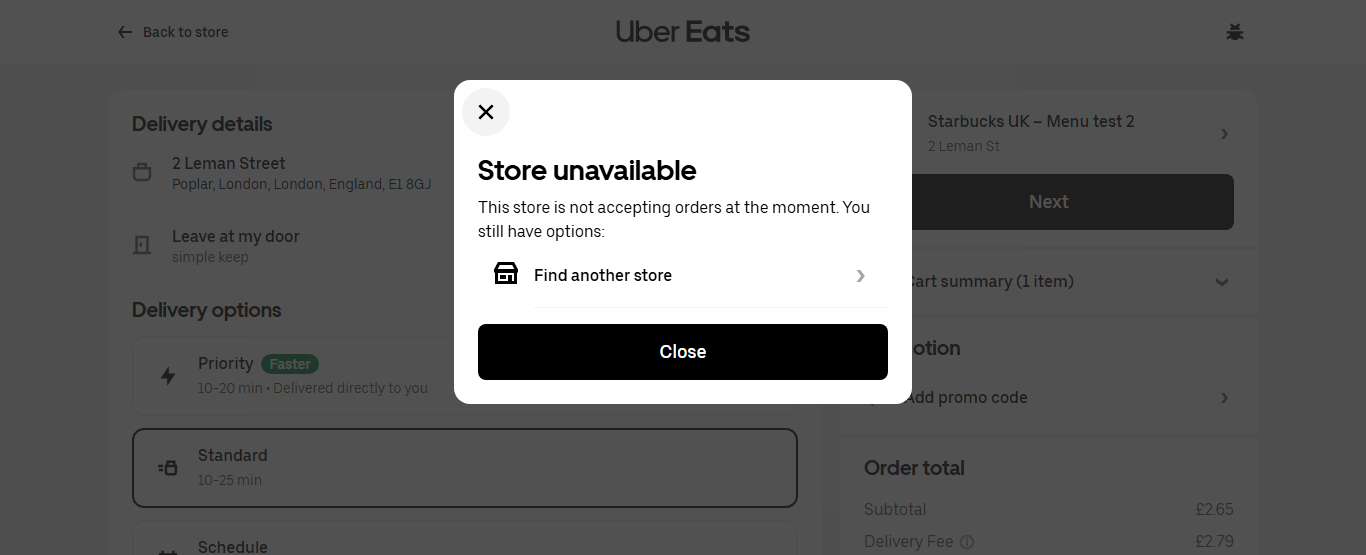 Back to store
Uber Eats
Delivery details
2 Leman Street
Poplar, London, London, England, E1 8GJ
Leave at my door
simple keep
Delivery options
Priority Faster
10-20 min • Delivered directly to you
Standard
10-25 min
Schedule
Store unavailable
This store is not accepting orders at the moment. You
still have options:
Find another store
Close
Starbucks UK – Menu test 2
2 Leman St
Next
Cart summary (1 item)
otion
Add promo code
Order total
Subtotal £2.65
Delivery Fee £2.79